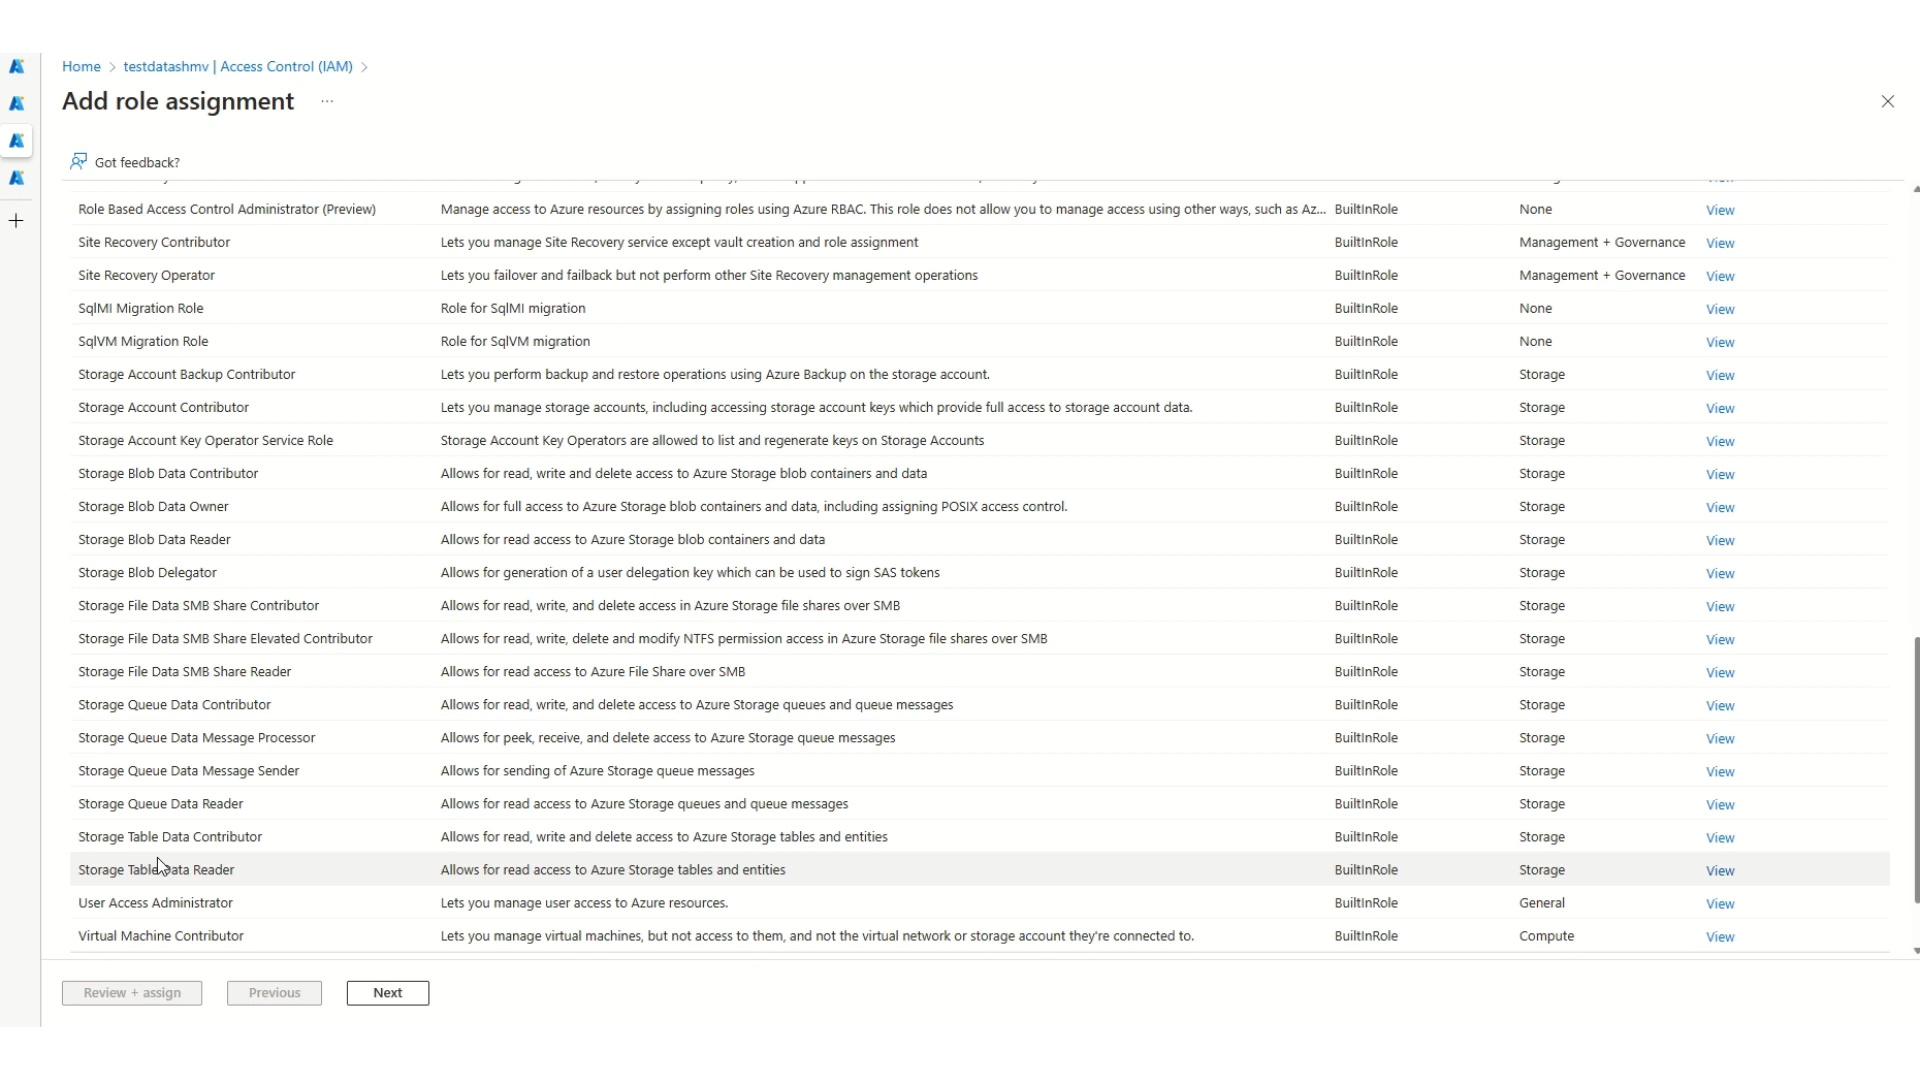 Home > testdatashmv | Access Control (IAM) >
Add role assignment ...
Got feedback?
Role Based Access Control Administrator (Preview) Manage access to Azure resources by assigning roles using Azure RBAC. This role does not allow you to manage access using other ways, such as Az... BuiltInRole None View
Site Recovery Contributor Lets you manage Site Recovery service except vault creation and role assignment BuiltInRole Management + Governance View
Site Recovery Operator Lets you failover and failback but not perform other Site Recovery management operations BuiltInRole Management + Governance View
SqlMI Migration Role Role for SqlMI migration BuiltInRole None View
SqlVM Migration Role Role for SqlVM migration BuiltInRole None View
Storage Account Backup Contributor Lets you perform backup and restore operations using Azure Backup on the storage account. BuiltInRole Storage View
Storage Account Contributor Lets you manage storage accounts, including accessing storage account keys which provide full access to storage account data. BuiltInRole Storage View
Storage Account Key Operator Service Role Storage Account Key Operators are allowed to list and regenerate keys on Storage Accounts BuiltInRole Storage View
Storage Blob Data Contributor Allows for read, write and delete access to Azure Storage blob containers and data BuiltInRole Storage View
Storage Blob Data Owner Allows for full access to Azure Storage blob containers and data, including assigning POSIX access control. BuiltInRole Storage View
Storage Blob Data Reader Allows for read access to Azure Storage blob containers and data BuiltInRole Storage View
Storage Blob Delegator Allows for generation of a user delegation key which can be used to sign SAS tokens BuiltInRole Storage View
Storage File Data SMB Share Contributor Allows for read, write, and delete access in Azure Storage file shares over SMB BuiltInRole Storage View
Storage File Data SMB Share Elevated Contributor Allows for read, write, delete and modify NTFS permission access in Azure Storage file shares over SMB BuiltInRole Storage View
Storage File Data SMB Share Reader Allows for read access to Azure File Share over SMB BuiltInRole Storage View
Storage Queue Data Contributor Allows for read, write, and delete access to Azure Storage queues and queue messages BuiltInRole Storage View
Storage Queue Data Message Processor Allows for peek, receive, and delete access to Azure Storage queue messages BuiltInRole Storage View
Storage Queue Data Message Sender Allows for sending of Azure Storage queue messages BuiltInRole Storage View
Storage Queue Data Reader Allows for read access to Azure Storage queues and queue messages BuiltInRole Storage View
Storage Table Data Contributor Allows for read, write and delete access to Azure Storage tables and entities BuiltInRole Storage View
Storage Table Data Reader Allows for read access to Azure Storage tables and entities BuiltInRole Storage View
User Access Administrator Lets you manage user access to Azure resources. BuiltInRole General View
Virtual Machine Contributor Lets you manage virtual machines, but not access to them, and not the virtual network or storage account they're connected to. BuiltInRole Compute View
Review + assign Previous Next